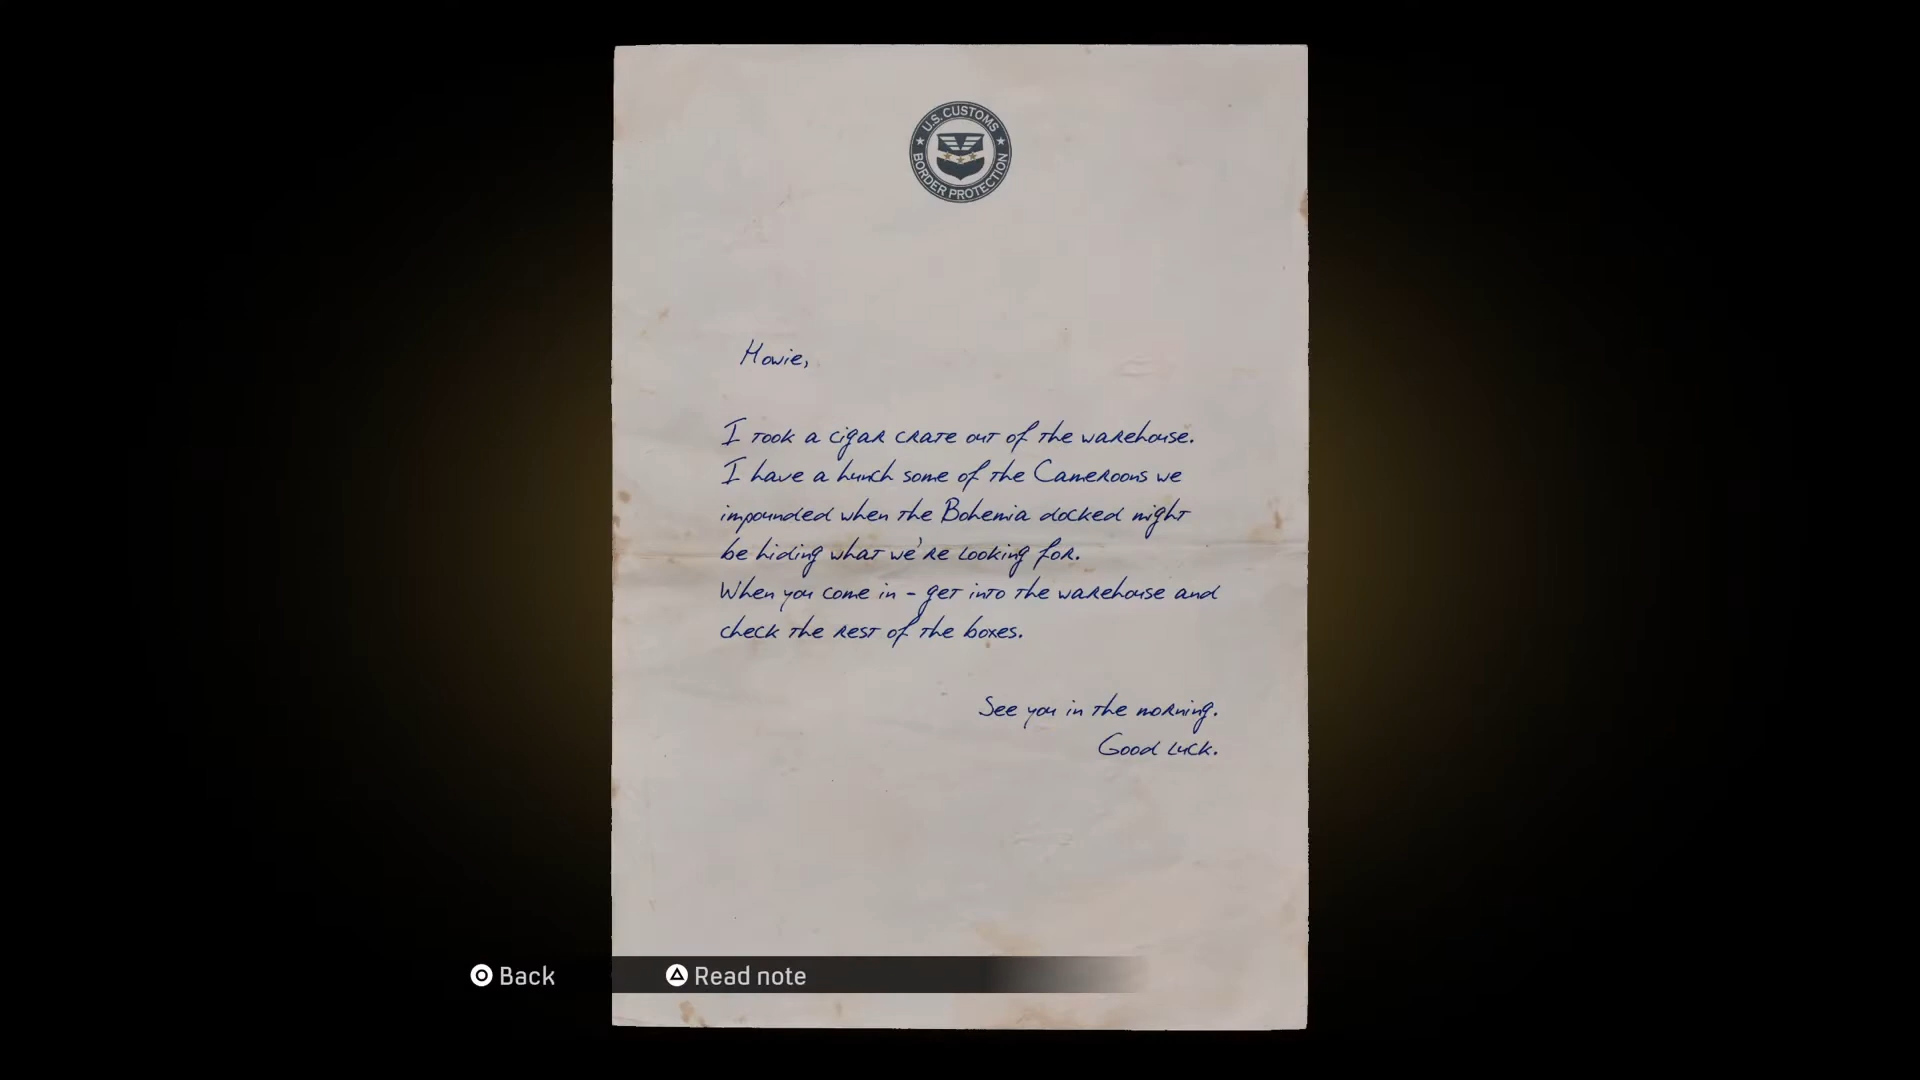 U.S. CUSTOMS
BORDER PROTECTION
Howie,
I took a cigar crate out of the warehouse.
I have a hunch some of the Cameroons we
impounded when the Bohemia docked might
be hiding what we're looking for.
When you come in - get into the warehouse and
check the rest of the boxes.
See you in the morning.
Good luck.
Back
Read note